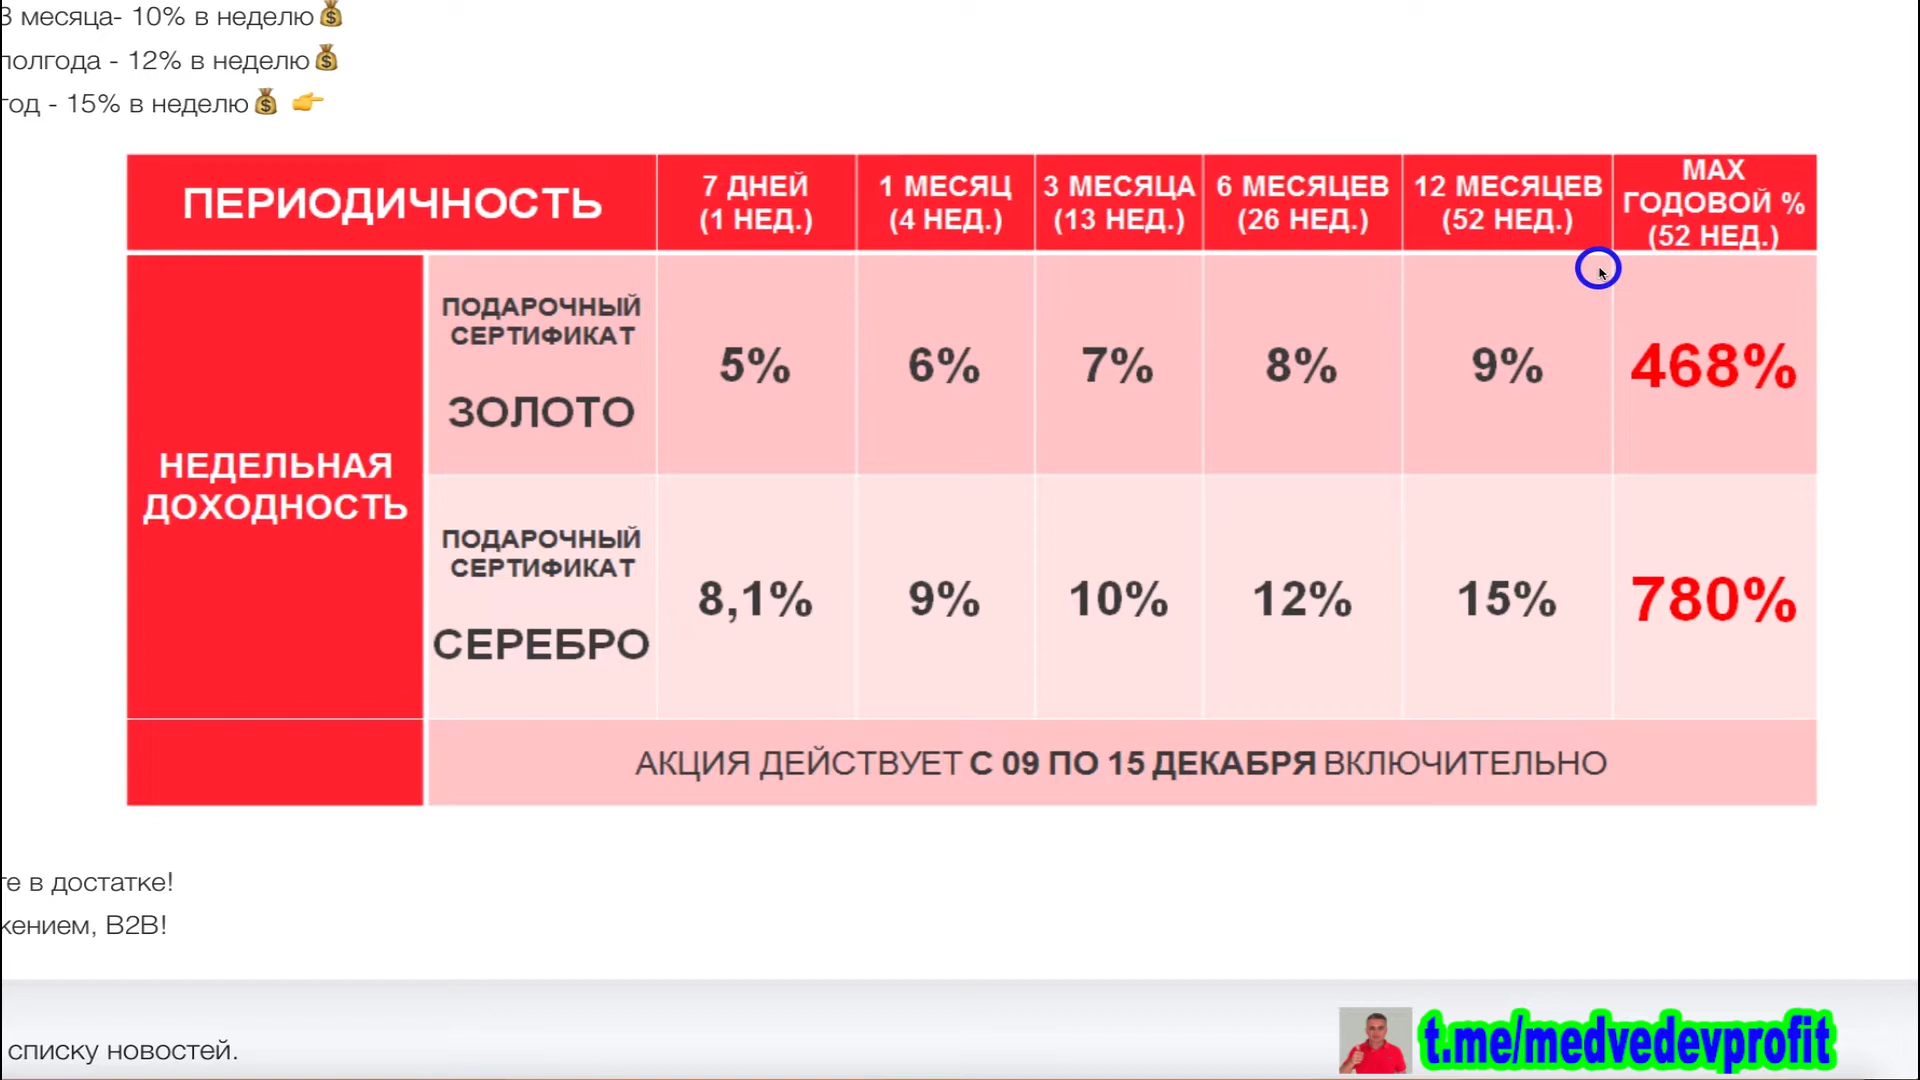 3 месяца- 10% в неделю💰
полгода - 12% в неделю💰
год - 15% в неделю💰 👉
ПЕРИОДИЧНОСТЬ
7 ДНЕЙ
(1 НЕД.)
1 МЕСЯЦ
(4 НЕД.)
3 МЕСЯЦА
(13 НЕД.)
6 МЕСЯЦЕВ
(26 НЕД.)
12 МЕСЯЦЕВ
(52 НЕД.)
MAX
ГОДОВОЙ %
(52 НЕД.)
НЕДЕЛЬНАЯ
ДОХОДНОСТЬ
ПОДАРОЧНЫЙ
СЕРТИФИКАТ
ЗОЛОТО
5%
6%
7%
8%
9%
468%
ПОДАРОЧНЫЙ
СЕРТИФИКАТ
СЕРЕБРО
8,1%
9%
10%
12%
15%
780%
АКЦИЯ ДЕЙСТВУЕТ С 09 ПО 15 ДЕКАБРЯ ВКЛЮЧИТЕЛЬНО
те в достатке!
жением, B2B!
списку новостей.
t.me/medvedevprofit